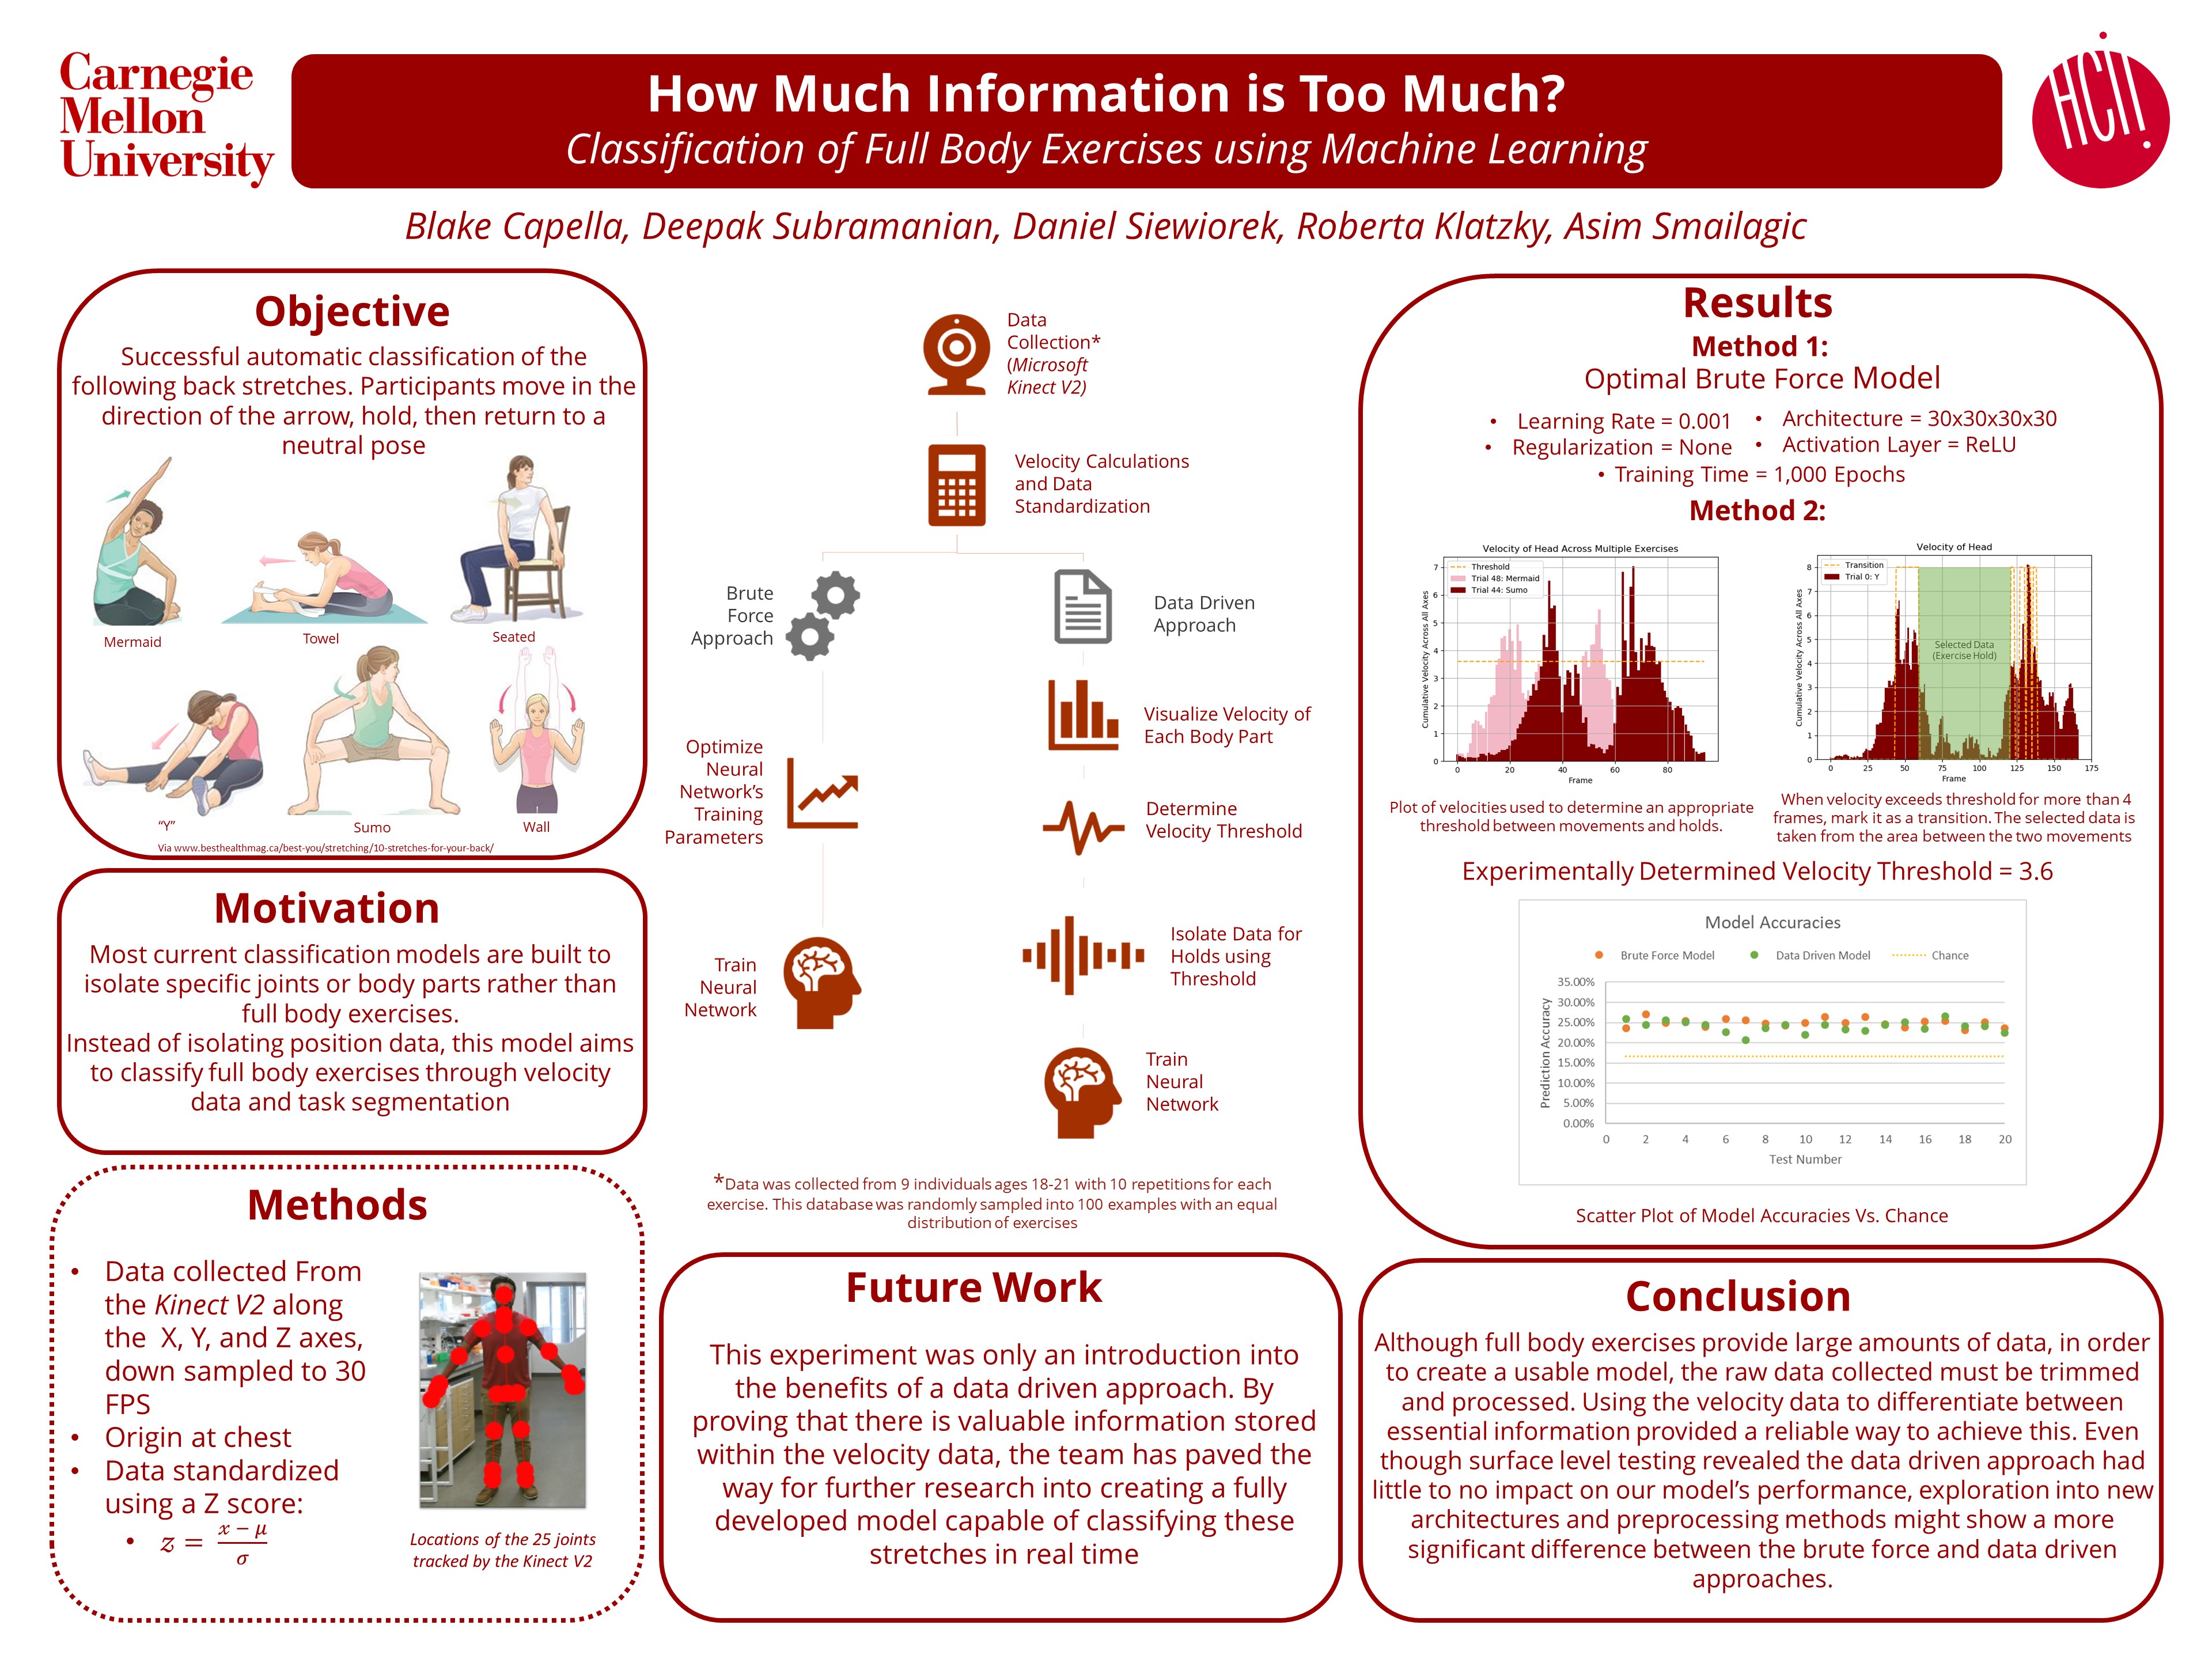 Carnegie
Mellon
University
How Much Information is Too Much?
Classification of Full Body Exercises using Machine Learning
HCII
Blake Capella, Deepak Subramanian, Daniel Siewiorek, Roberta Klatzky, Asim Smailagic
Objective
Successful automatic classification of the
following back stretches. Participants move in the
direction of the arrow, hold, then return to a
neutral pose
Mermaid
Towel
Seated
"Y"
Sumo
Wall
Via www.besthealthmag.ca/best-you/stretching/10-stretches-for-your-back/
Motivation
Most current classification models are built to
isolate specific joints or body parts rather than
full body exercises.
Instead of isolating position data, this model aims
to classify full body exercises through velocity
data and task segmentation
Methods
• Data collected From
the Kinect V2 along
the X, Y, and Z axes,
down sampled to 30
FPS
• Origin at chest
• Data standardized
using a Z score:
• z = (x − μ) / σ
Locations of the 25 joints
tracked by the Kinect V2
Data
Collection*
(Microsoft
Kinect V2)
Velocity Calculations
and Data
Standardization
Brute
Force
Approach
Optimize
Neural
Network's
Training
Parameters
Train
Neural
Network
Data Driven
Approach
Visualize Velocity of
Each Body Part
Determine
Velocity Threshold
Isolate Data for
Holds using
Threshold
Train
Neural
Network
*Data was collected from 9 individuals ages 18-21 with 10 repetitions for each
exercise. This database was randomly sampled into 100 examples with an equal
distribution of exercises
Future Work
This experiment was only an introduction into
the benefits of a data driven approach. By
proving that there is valuable information stored
within the velocity data, the team has paved the
way for further research into creating a fully
developed model capable of classifying these
stretches in real time
Results
Method 1:
Optimal Brute Force Model
• Learning Rate = 0.001
• Regularization = None
• Architecture = 30x30x30x30
• Activation Layer = ReLU
• Training Time = 1,000 Epochs
Method 2:
Velocity of Head Across Multiple Exercises
Threshold
Trial 48: Mermaid
Trial 44: Sumo
Cumulative Velocity Across All Axes
7
6
5
4
3
2
1
0
0 20 40 60 80
Frame
Plot of velocities used to determine an appropriate
threshold between movements and holds.
Velocity of Head
Transition
Trial 0: Y
Selected Data
(Exercise Hold)
Cumulative Velocity Across All Axes
8
7
6
5
4
3
2
1
0
0 25 50 75 100 125 150 175
Frame
When velocity exceeds threshold for more than 4
frames, mark it as a transition. The selected data is
taken from the area between the two movements
Experimentally Determined Velocity Threshold = 3.6
Model Accuracies
Brute Force Model Data Driven Model Chance
Prediction Accuracy
35.00%
30.00%
25.00%
20.00%
15.00%
10.00%
5.00%
0.00%
0 2 4 6 8 10 12 14 16 18 20
Test Number
Scatter Plot of Model Accuracies Vs. Chance
Conclusion
Although full body exercises provide large amounts of data, in order
to create a usable model, the raw data collected must be trimmed
and processed. Using the velocity data to differentiate between
essential information provided a reliable way to achieve this. Even
though surface level testing revealed the data driven approach had
little to no impact on our model's performance, exploration into new
architectures and preprocessing methods might show a more
significant difference between the brute force and data driven
approaches.